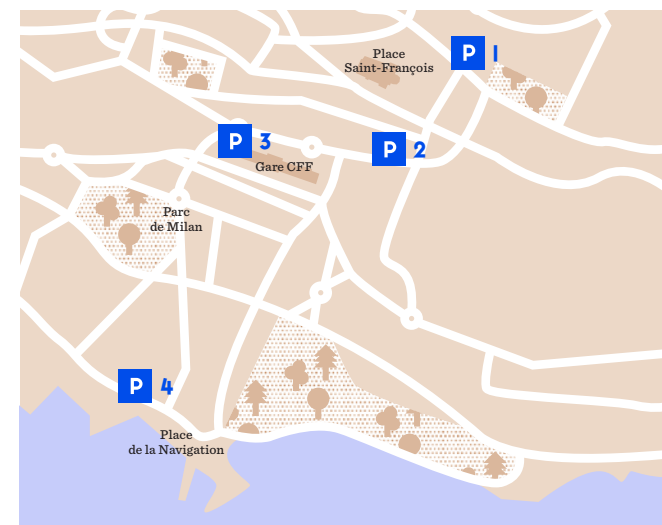 Place
Saint-François
P 1
P 3
P 2
Gare CFF
Parc
de Milan
P 4
Place
de la Navigation